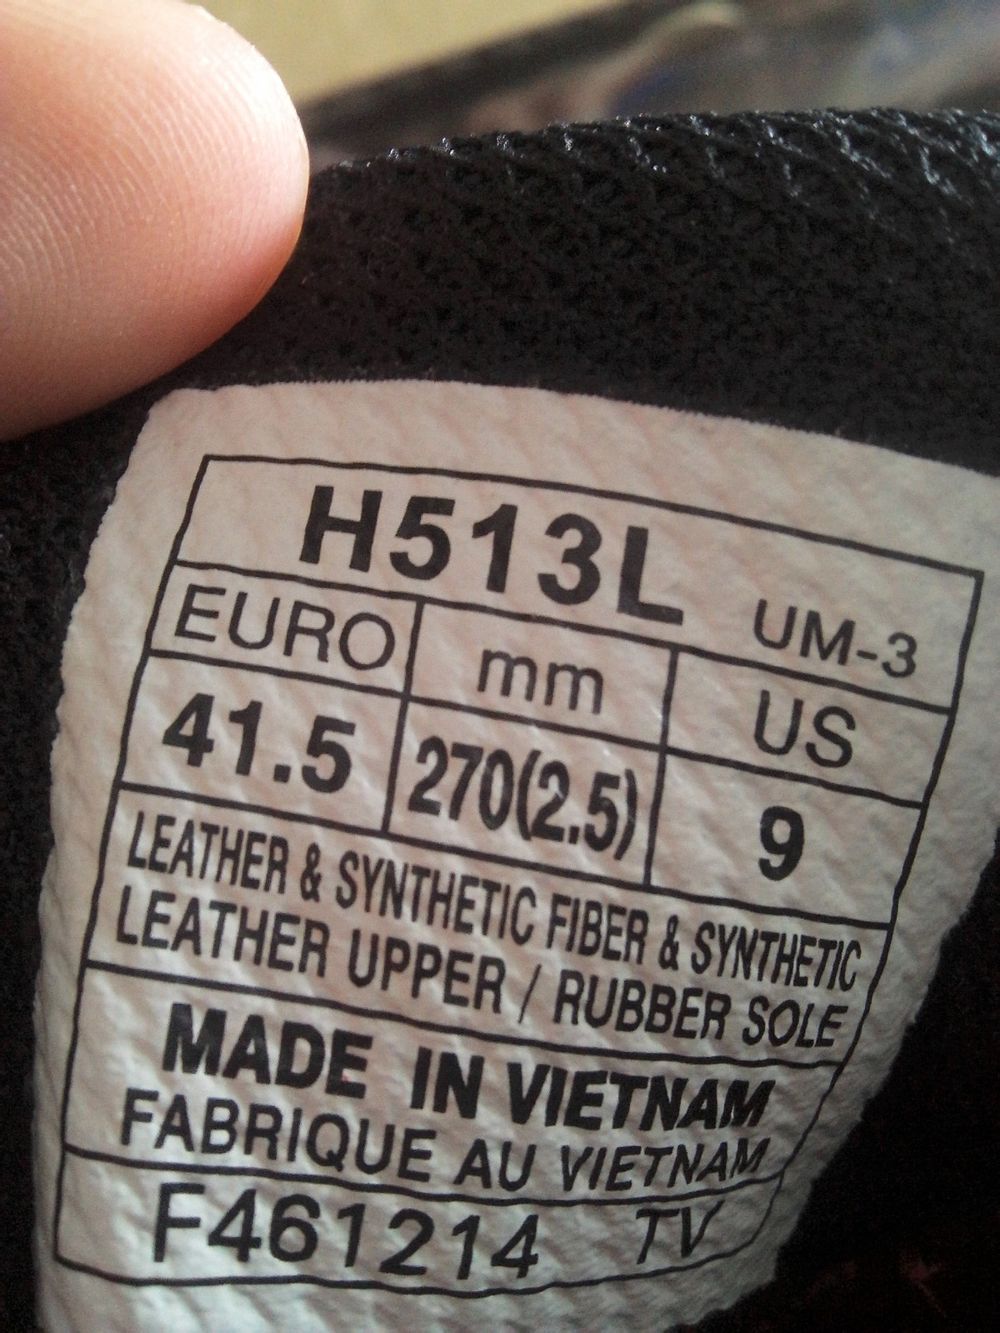 H513L UM-3
EURO mm US
41.5 270(2.5) 9
LEATHER & SYNTHETIC FIBER & SYNTHETIC
LEATHER UPPER / RUBBER SOLE
MADE IN VIETNAM
FABRIQUE AU VIETNAM
F461214 TV